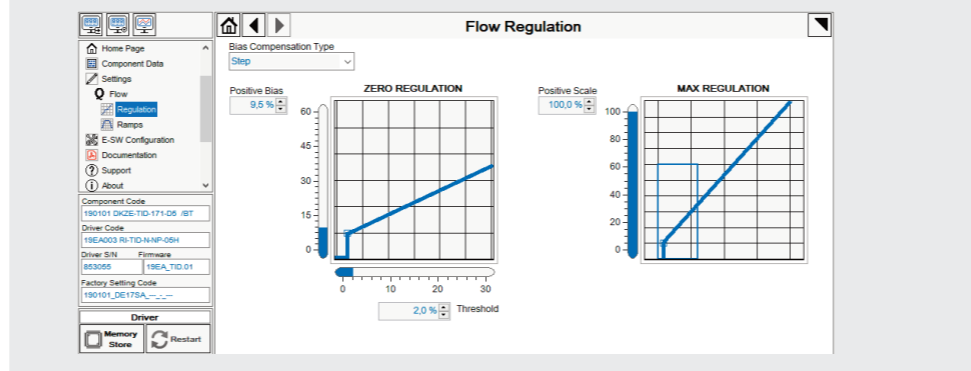 Flow Regulation
Home Page
Component Data
Settings
Q Flow
Regulation
Ramps
E-SW Configuration
Documentation
? Support
i About
Component Code
190101 DKZE-TID-171-D5 /BT
Driver Code
19EA003 RI-TID-N-NP-05H
Driver S/N Firmware
853055 19EA_TID.01
Factory Setting Code
190101_DE17SA_--_-_---
Driver
Memory Store
Restart
Bias Compensation Type
Step
Positive Bias
9,5 %
ZERO REGULATION
60
45
30
15
0
0 10 20 30
2,0 % Threshold
Positive Scale
100,0 %
MAX REGULATION
100
80
60
40
20
0